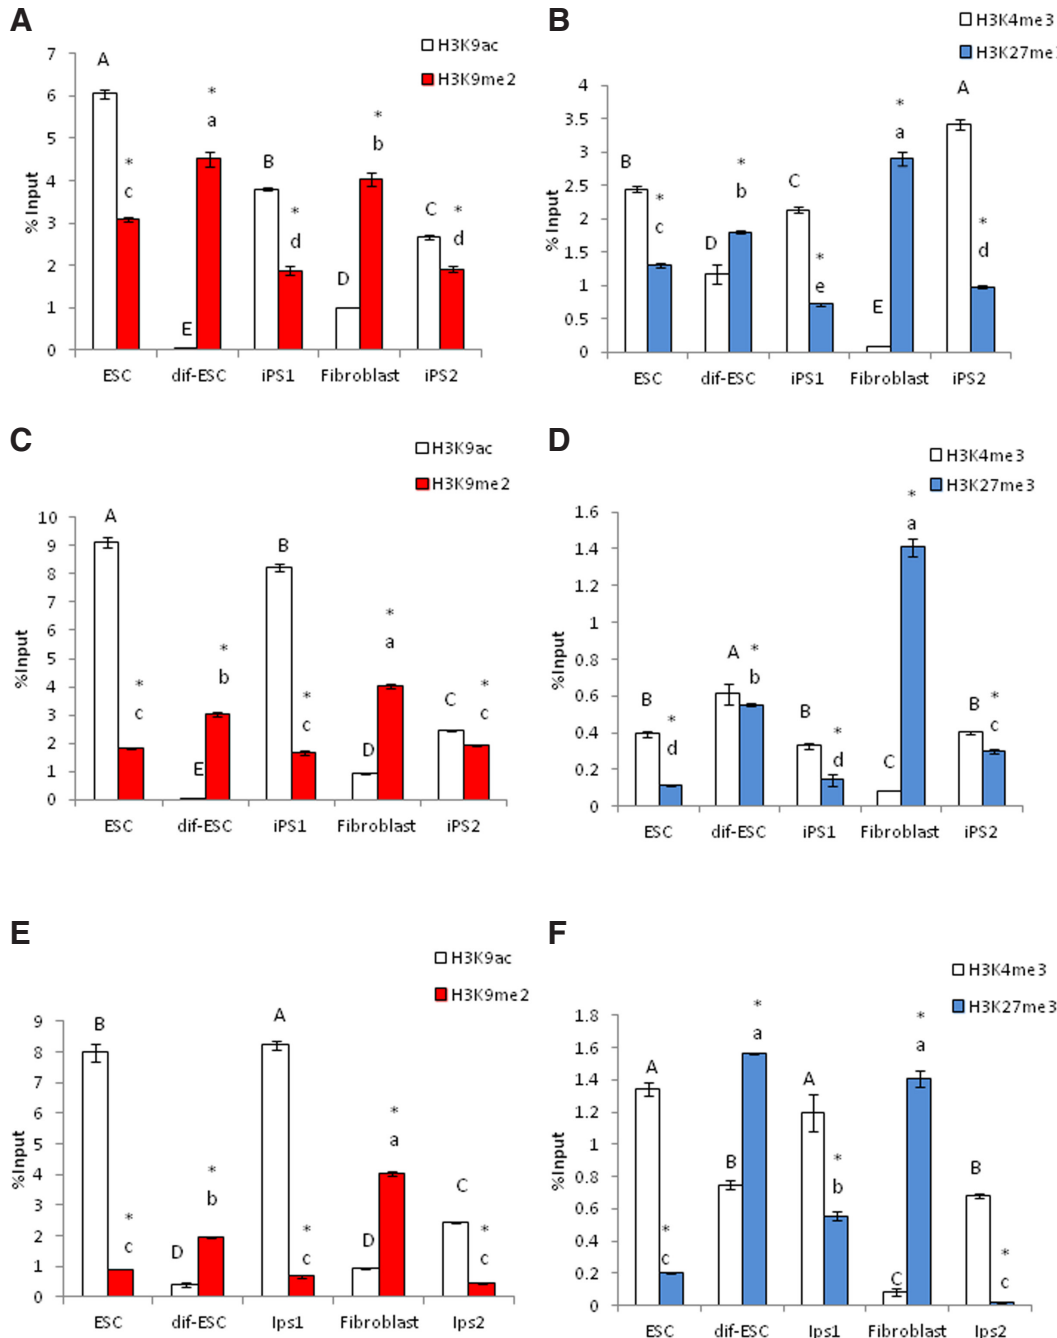 A
H3K9ac
H3K9me2
7
6
5
4
3
2
1
0
% Input
A
*
c
E
*
a
B
*
d
D
*
b
C
*
d
ESC dif-ESC iPS1 Fibroblast iPS2
B
H3K4me3
H3K27me3
4
3.5
3
2.5
2
1.5
1
0.5
0
% Input
B
*
c
D
*
b
C
*
e
E
*
a
A
*
d
ESC dif-ESC iPS1 Fibroblast iPS2
C
H3K9ac
H3K9me2
10
9
8
7
6
5
4
3
2
1
0
%Input
A
*
c
E
*
b
B
*
c
D
*
a
C
*
c
ESC dif-ESC iPS1 Fibroblast iPS2
D
H3K4me3
H3K27me3
1.6
1.4
1.2
1
0.8
0.6
0.4
0.2
0
%Input
B
*
d
A
*
b
B
*
d
C
*
a
B
*
c
ESC dif-ESC iPS1 Fibroblast iPS2
E
H3K9ac
H3K9me2
9
8
7
6
5
4
3
2
1
0
%Input
B
*
c
D
*
b
A
*
c
D
*
a
C
*
c
ESC dif-ESC Ips1 Fibroblast Ips2
F
H3K4me3
H3K27me3
1.8
1.6
1.4
1.2
1
0.8
0.6
0.4
0.2
0
%Input
A
*
c
B
*
a
A
*
b
C
*
a
B
*
c
ESC dif-ESC Ips1 Fibroblast Ips2